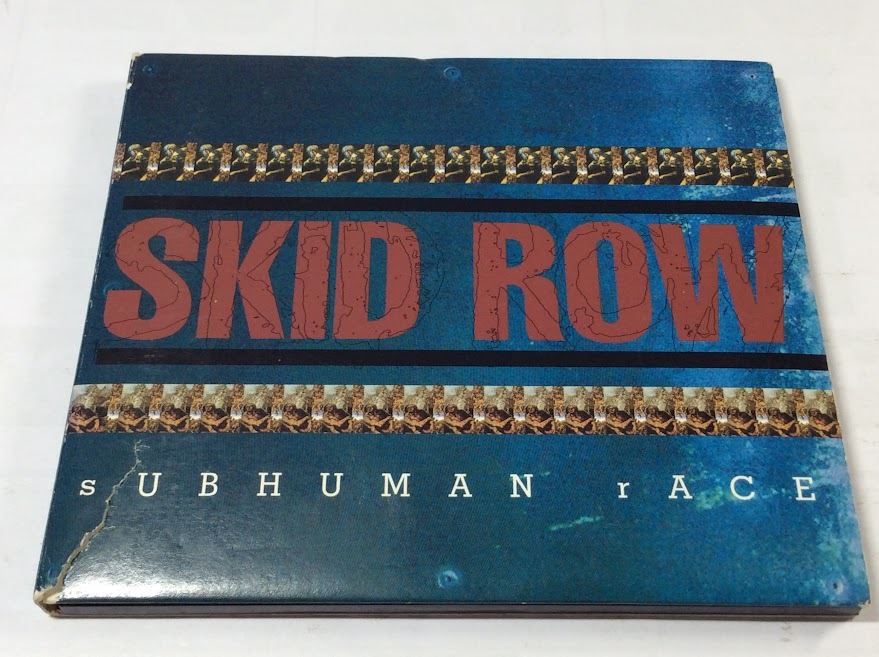 SKID ROW
sUBHUMAN rACE